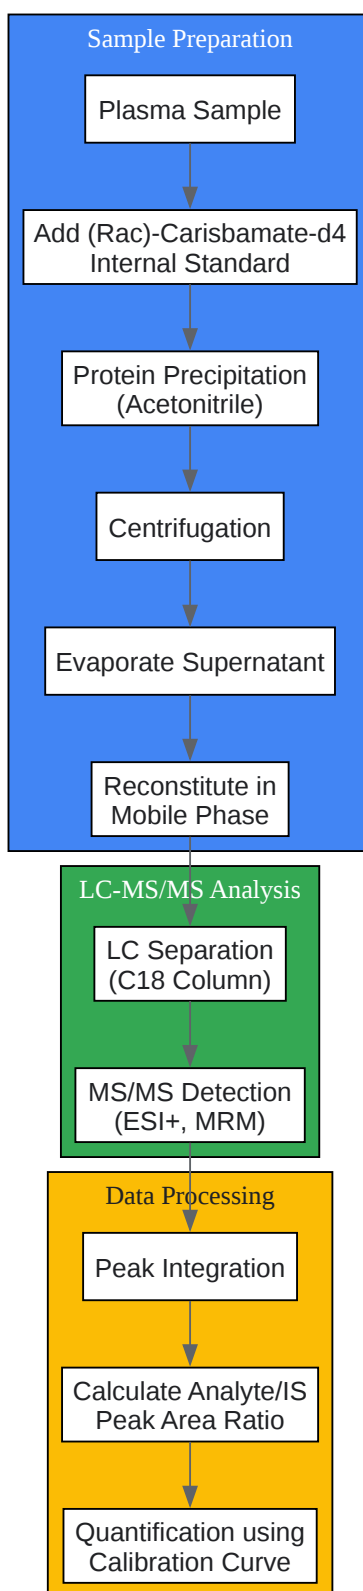 Sample Preparation
Plasma Sample
Add (Rac)-Carisbamate-d4
Internal Standard
Protein Precipitation
(Acetonitrile)
Centrifugation
Evaporate Supernatant
Reconstitute in
Mobile Phase
LC-MS/MS Analysis
LC Separation
(C18 Column)
MS/MS Detection
(ESI+, MRM)
Data Processing
Peak Integration
Calculate Analyte/IS
Peak Area Ratio
Quantification using
Calibration Curve